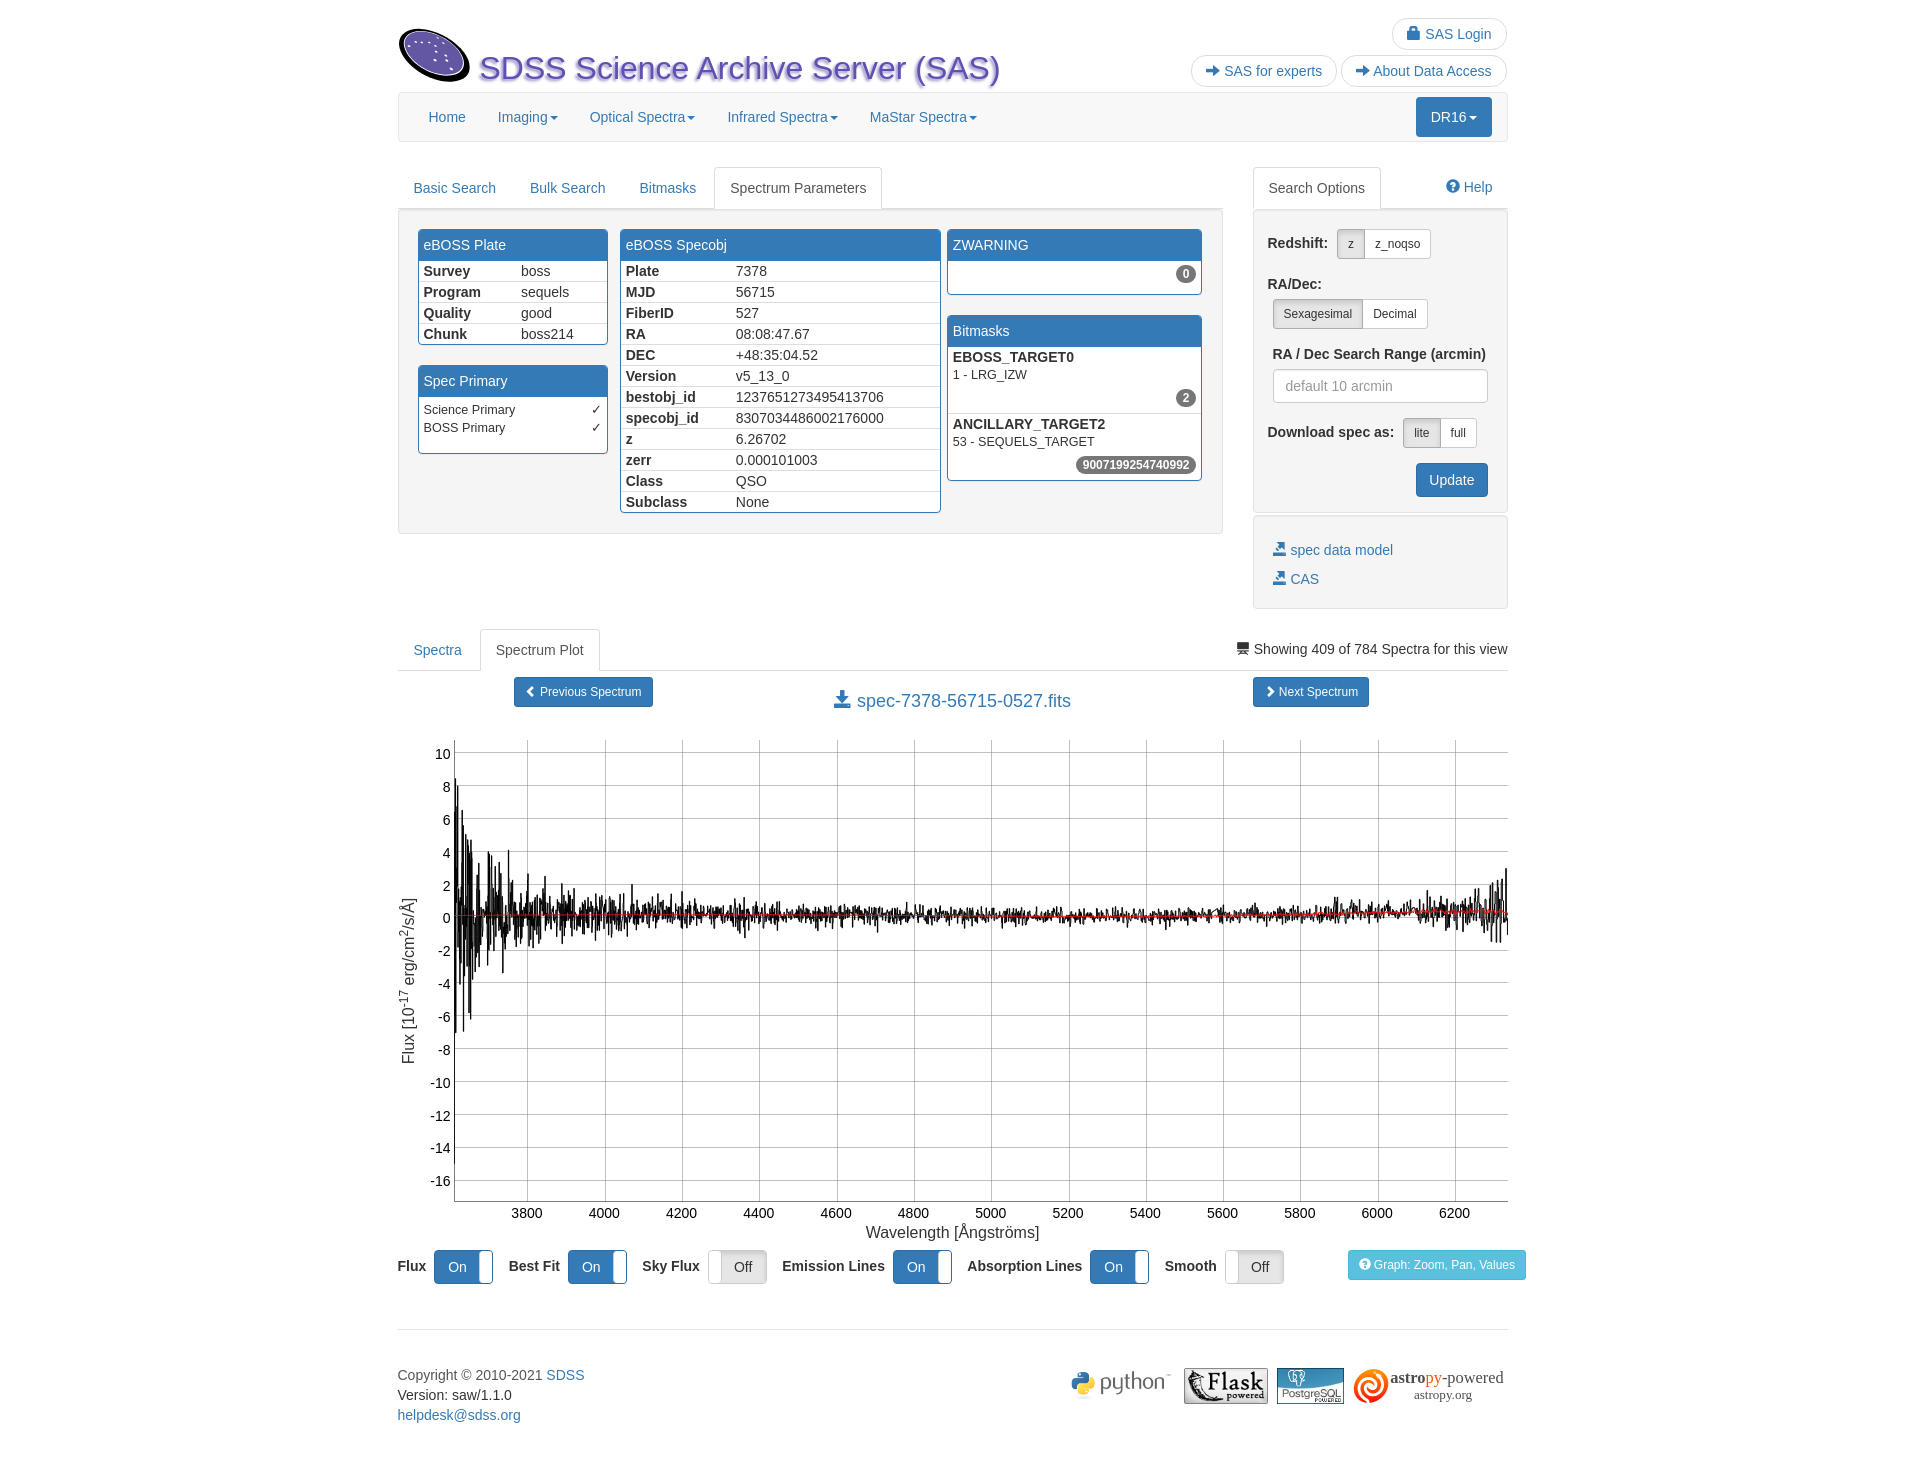 SAS Login
SDSS Science Archive Server (SAS)
SAS for experts
About Data Access
Home Imaging Optical Spectra Infrared Spectra MaStar Spectra DR16
Basic Search Bulk Search Bitmasks Spectrum Parameters
eBOSS Plate
Survey boss
Program sequels
Quality good
Chunk boss214
Spec Primary
Science Primary ✓
BOSS Primary ✓
eBOSS Specobj
Plate 7378
MJD 56715
FiberID 527
RA 08:08:47.67
DEC +48:35:04.52
Version v5_13_0
bestobj_id 1237651273495413706
specobj_id 8307034486002176000
z 6.26702
zerr 0.000101003
Class QSO
Subclass None
ZWARNING
0
Bitmasks
EBOSS_TARGET0
1 - LRG_IZW
2
ANCILLARY_TARGET2
53 - SEQUELS_TARGET
9007199254740992
Search Options Help
Redshift: z z_noqso
RA/Dec:
Sexagesimal Decimal
RA / Dec Search Range (arcmin)
default 10 arcmin
Download spec as: lite full
Update
spec data model
CAS
Spectra Spectrum Plot
Showing 409 of 784 Spectra for this view
Previous Spectrum
spec-7378-56715-0527.fits
Next Spectrum
Flux [10-17 erg/cm2/s/Å]
10
8
6
4
2
0
-2
-4
-6
-8
-10
-12
-14
-16
3800 4000 4200 4400 4600 4800 5000 5200 5400 5600 5800 6000 6200
Wavelength [Ångströms]
Flux On Best Fit On Sky Flux Off Emission Lines On Absorption Lines On Smooth Off
Graph: Zoom, Pan, Values
Copyright © 2010-2021 SDSS
Version: saw/1.1.0
helpdesk@sdss.org
python
Flask
powered
PostgreSQL
POWERED
astropy-powered
astropy.org